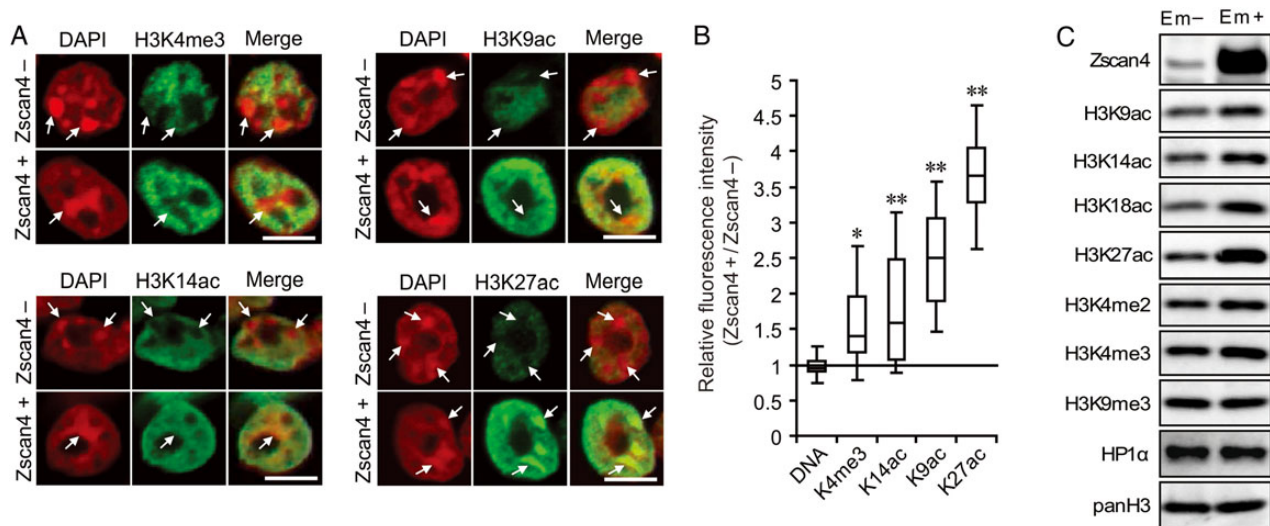 A
DAPI H3K4me3 Merge
Zscan4 –
Zscan4 +
DAPI H3K9ac Merge
Zscan4 –
Zscan4 +
DAPI H3K14ac Merge
Zscan4 –
Zscan4 +
DAPI H3K27ac Merge
Zscan4 –
Zscan4 +
B
Relative fluorescence intensity
(Zscan4 + / Zscan4 –)
5
4.5
4
3.5
3
2.5
2
1.5
1
0.5
0
*
**
**
**
DNA
K4me3
K14ac
K9ac
K27ac
C
Em– Em+
Zscan4
H3K9ac
H3K14ac
H3K18ac
H3K27ac
H3K4me2
H3K4me3
H3K9me3
HP1α
panH3